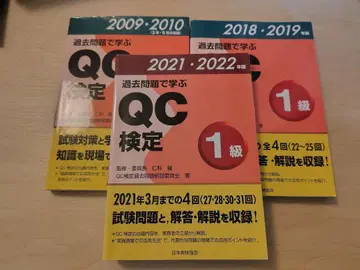 2009・2010
過去問題で学ぶ
QC
検定
試験対策と学
知識を現場で
2018・2019年版
過去問題で学ぶ
QC
1級
全4回(22~25)
・解説を収録!
2021・2022年版
過去問題で学ぶ
QC
検定
1級
監修・委員長 仁科 健
QC検定過去問題解説委員会 著
2021年3月までの4回(27・28・30・31回)
試験問題と、解答・解説を収録!
日本規格協会